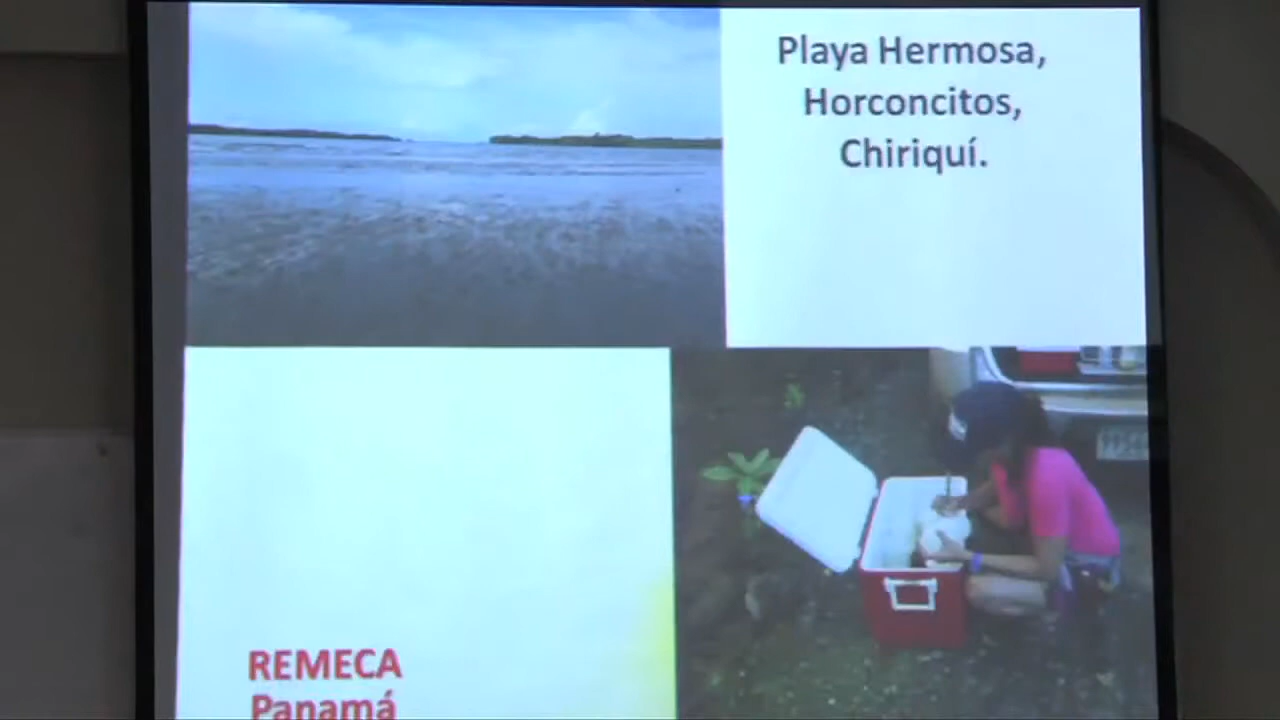 Playa Hermosa,
Horconcitos,
Chiriquí.
REMECA
Panamá